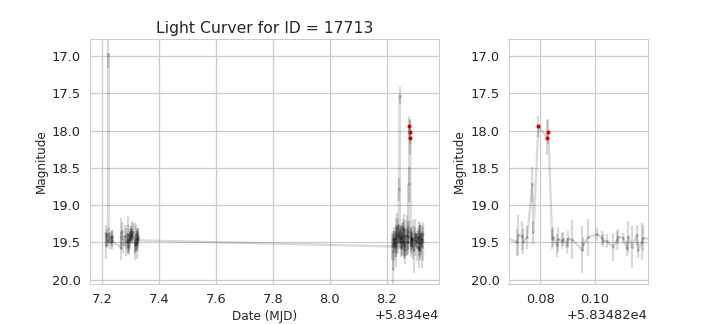 Light Curver for ID = 17713
Magnitude
17.0
17.5
18.0
18.5
19.0
19.5
20.0
7.2 7.4 7.6 7.8 8.0 8.2
Date (MJD)
+5.834e4
Magnitude
17.0
17.5
18.0
18.5
19.0
19.5
20.0
0.08 0.10
+5.83482e4